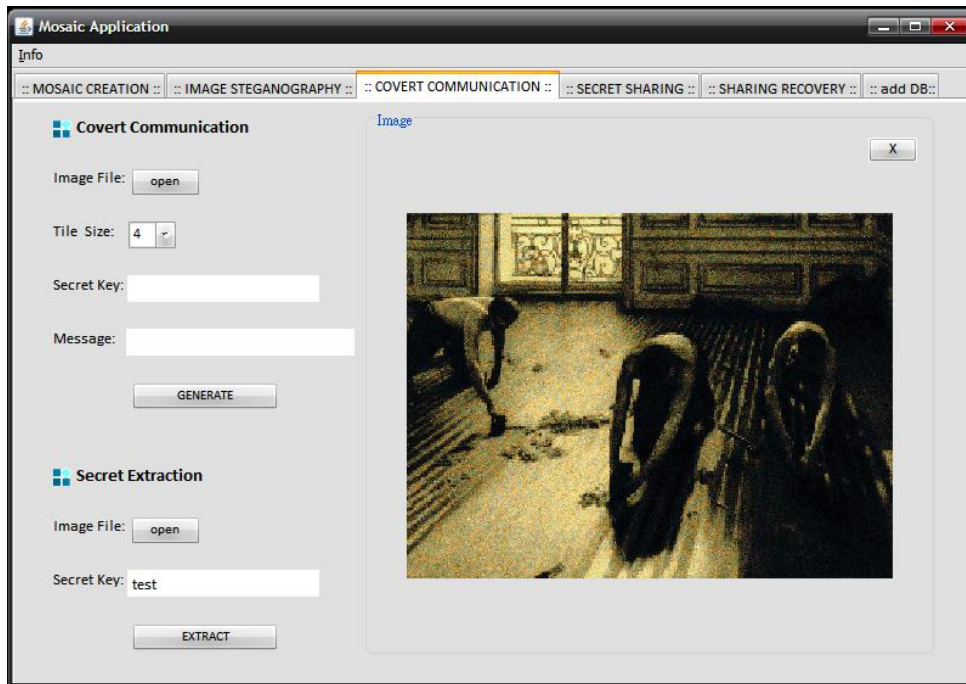 Mosaic Application
Info
:: MOSAIC CREATION :: :: IMAGE STEGANOGRAPHY :: :: COVERT COMMUNICATION :: :: SECRET SHARING :: :: SHARING RECOVERY :: :: add DB::
Covert Communication
Image File: open
Tile Size: 4
Secret Key:
Message:
GENERATE
Secret Extraction
Image File: open
Secret Key: test
EXTRACT
Image
X